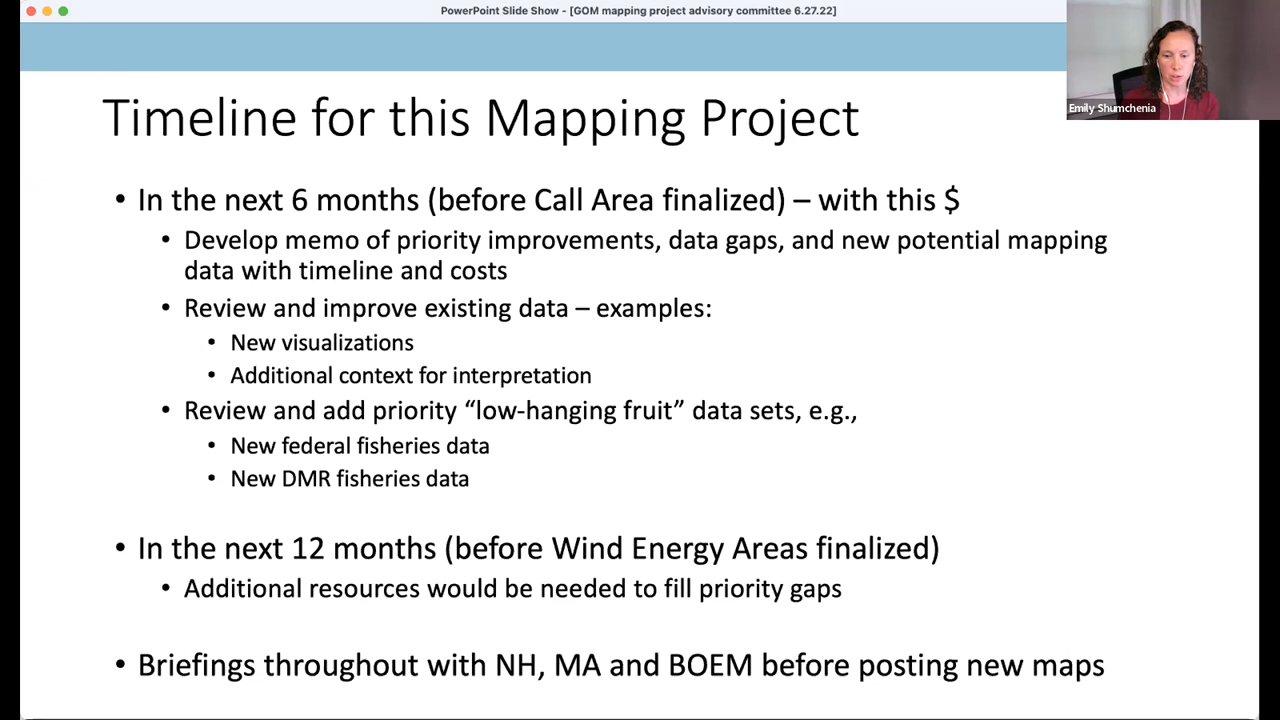 PowerPoint Slide Show - [GOM mapping project advisory committee 6.27.22]
Emily Shumchenia
Timeline for this Mapping Project
• In the next 6 months (before Call Area finalized) – with this $
• Develop memo of priority improvements, data gaps, and new potential mapping
data with timeline and costs
• Review and improve existing data – examples:
• New visualizations
• Additional context for interpretation
• Review and add priority “low-hanging fruit” data sets, e.g.,
• New federal fisheries data
• New DMR fisheries data
• In the next 12 months (before Wind Energy Areas finalized)
• Additional resources would be needed to fill priority gaps
• Briefings throughout with NH, MA and BOEM before posting new maps